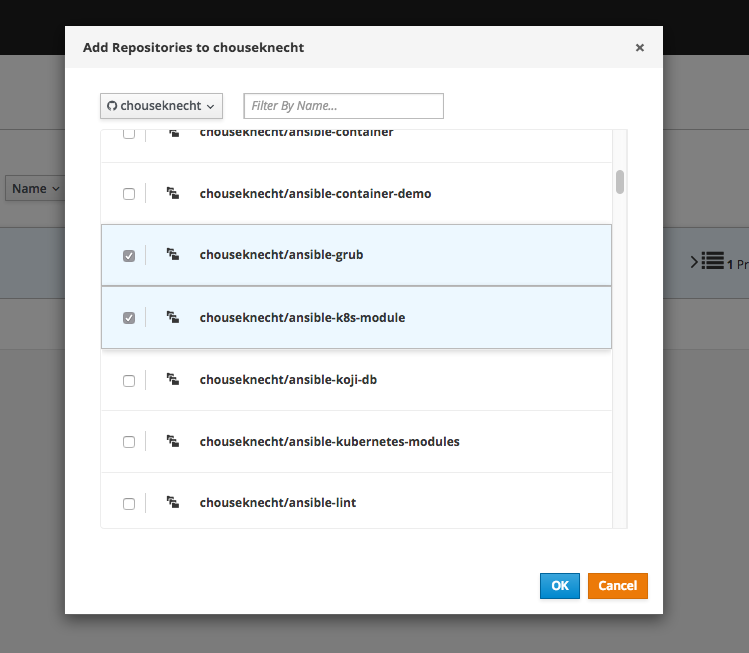 Add Repositories to chouseknecht
×
chouseknecht
Filter By Name...
chouseknecht/ansible-container
chouseknecht/ansible-container-demo
Name
chouseknecht/ansible-grub
1 Pr
chouseknecht/ansible-k8s-module
chouseknecht/ansible-koji-db
chouseknecht/ansible-kubernetes-modules
chouseknecht/ansible-lint
OK
Cancel